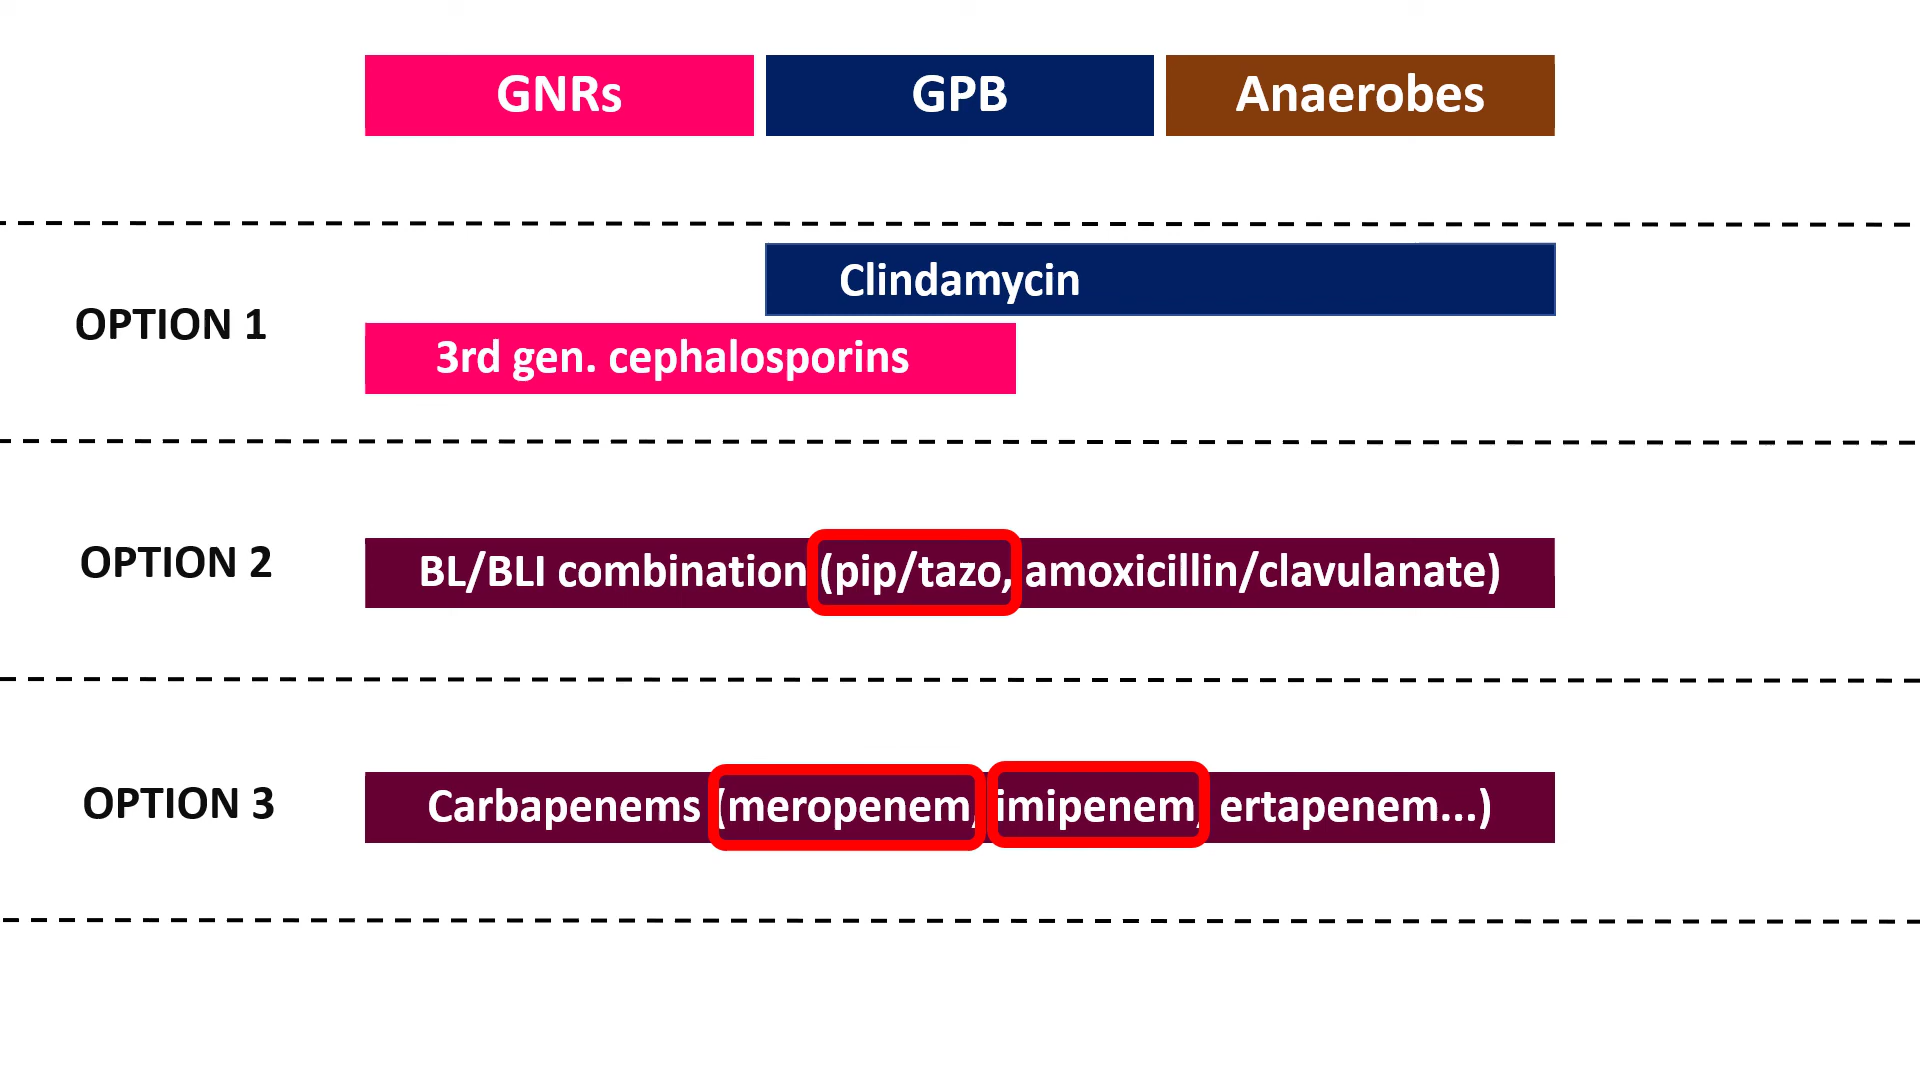 GNRs
GPB
Anaerobes
OPTION 1
Clindamycin
3rd gen. cephalosporins
OPTION 2
BL/BLI combination (pip/tazo, amoxicillin/clavulanate)
OPTION 3
Carbapenems (meropenem, imipenem, ertapenem...)